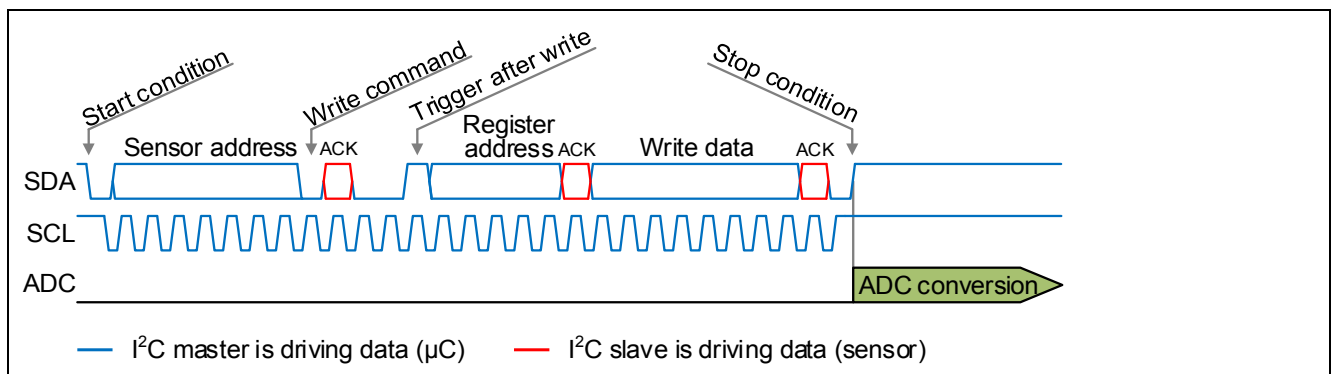 Start condition
Write command
Trigger after write
Stop condition
Sensor address
ACK
Register
address
ACK
Write data
ACK
SDA
SCL
ADC
ADC conversion
I²C master is driving data (µC)
I²C slave is driving data (sensor)